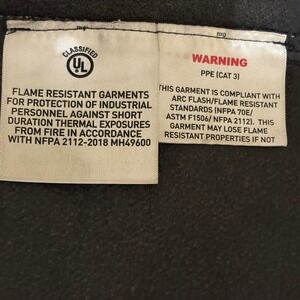 CLASSIFIED
UL
FLAME RESISTANT GARMENTS
FOR PROTECTION OF INDUSTRIAL
PERSONNEL AGAINST SHORT
DURATION THERMAL EXPOSURES
FROM FIRE IN ACCORDANCE
WITH NFPA 2112-2018 MH49600
WARNING
PPE (CAT 3)
THIS GARMENT IS COMPLIANT WITH
ARC FLASH/FLAME RESISTANT
STANDARDS (NFPA 70E/
ASTM F1506/ NFPA 2112). THIS
GARMENT MAY LOSE FLAME
RESISTANT PROPERTIES IF NOT